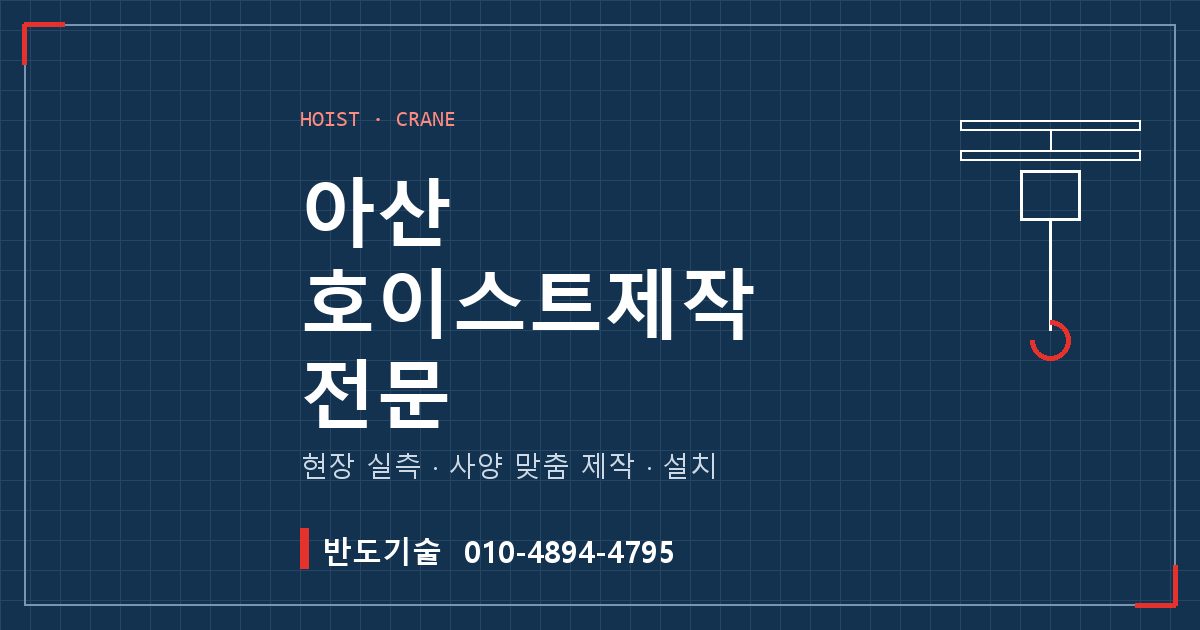 HOIST · CRANE
아산
호이스트제작
전문
현장 실측 · 사양 맞춤 제작 · 설치
반도기술 010-4894-4795